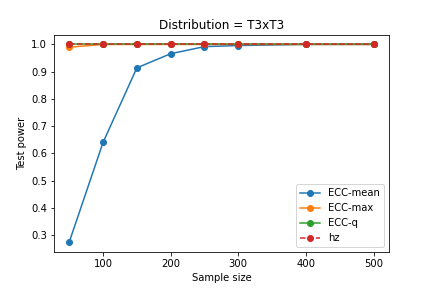 Distribution = T3xT3
1.0
0.9
0.8
0.7
0.6
0.5
0.4
0.3
Test power
ECC-mean
ECC-max
ECC-q
hz
100
200
300
400
500
Sample size